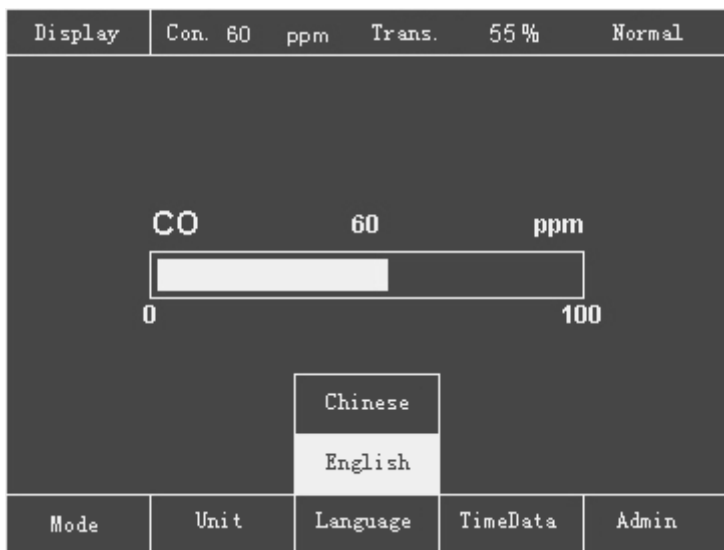 Display Con. 60 ppm Trans. 55% Normal
CO 60 ppm
0 100
Chinese
English
Mode Unit Language TimeData Admin